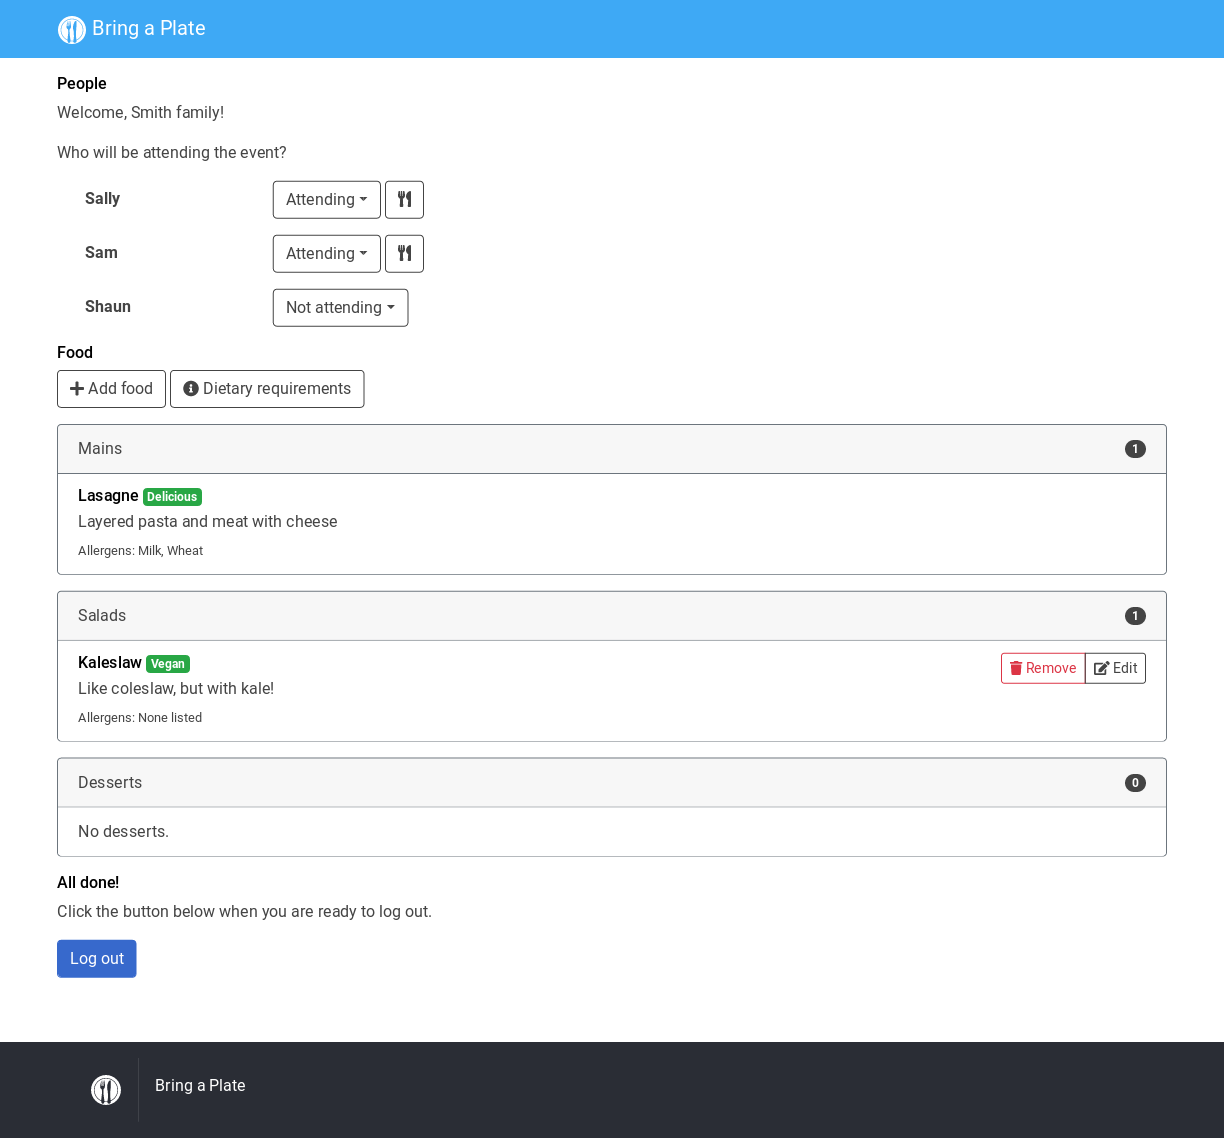 Bring a Plate
People
Welcome, Smith family!
Who will be attending the event?
Sally Attending
Sam Attending
Shaun Not attending
Food
Add food Dietary requirements
Mains 1
Lasagne Delicious
Layered pasta and meat with cheese
Allergens: Milk, Wheat
Salads 1
Kaleslaw Vegan Remove Edit
Like coleslaw, but with kale!
Allergens: None listed
Desserts 0
No desserts.
All done!
Click the button below when you are ready to log out.
Log out
Bring a Plate